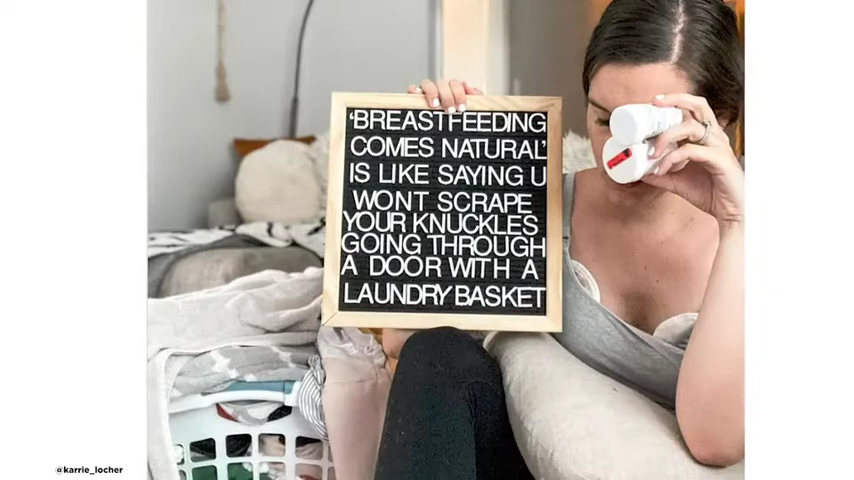 'BREASTFEEDING
COMES NATURAL'
IS LIKE SAYING U
WONT SCRAPE
YOUR KNUCKLES
GOING THROUGH
A DOOR WITH A
LAUNDRY BASKET
@karrie_locher